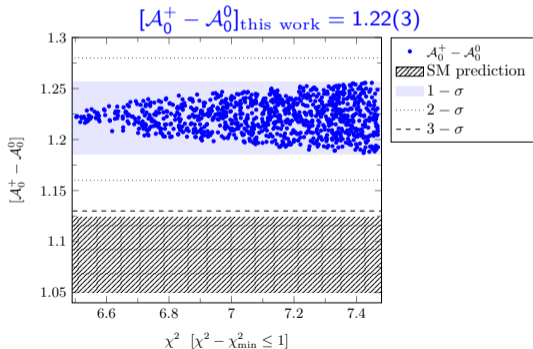 [𝒜₀⁺ − 𝒜₀⁰]this work = 1.22(3)
1.3
1.25
1.2
1.15
1.1
1.05
[𝒜₀⁺ − 𝒜₀⁰]
6.6 6.8 7 7.2 7.4
χ² [χ² − χ²min ≤ 1]
𝒜₀⁺ − 𝒜₀⁰
SM prediction
1 − σ
2 − σ
3 − σ